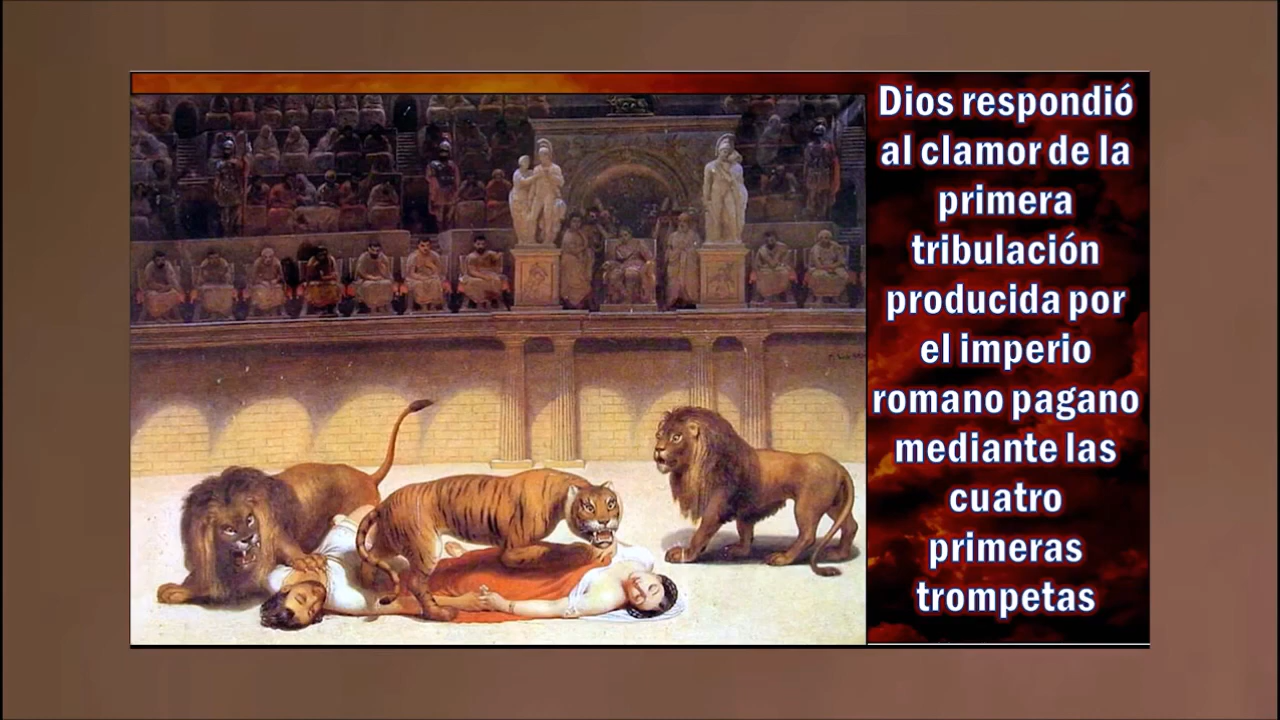 Dios respondió
al clamor de la
primera
tribulación
producida por
el imperio
romano pagano
mediante las
cuatro
primeras
trompetas